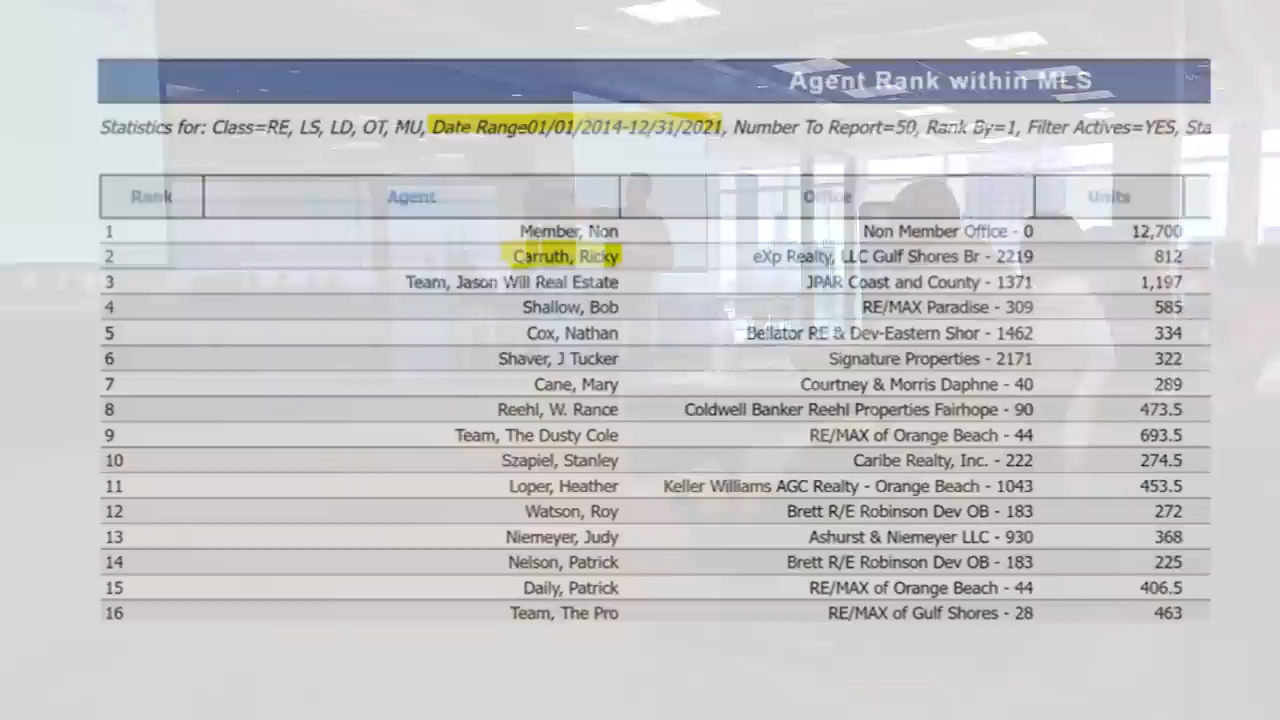 Agent Rank within MLS
Statistics for: Class=RE, LS, LD, OT, MU, Date Range01/01/2014-12/31/2021, Number To Report=50, Rank By=1, Filter Actives=YES, Sta
Rank Agent Office Units
1 Member, Non Non Member Office - 0 12,700
2 Carruth, Ricky eXp Realty, LLC Gulf Shores Br - 2219 812
3 Team, Jason Will Real Estate JPAR Coast and County - 1371 1,197
4 Shallow, Bob RE/MAX Paradise - 309 585
5 Cox, Nathan Bellator RE & Dev-Eastern Shor - 1462 334
6 Shaver, J Tucker Signature Properties - 2171 322
7 Cane, Mary Courtney & Morris Daphne - 40 289
8 Reehl, W. Rance Coldwell Banker Reehl Properties Fairhope - 90 473.5
9 Team, The Dusty Cole RE/MAX of Orange Beach - 44 693.5
10 Szapiel, Stanley Caribe Realty, Inc. - 222 274.5
11 Loper, Heather Keller Williams AGC Realty - Orange Beach - 1043 453.5
12 Watson, Roy Brett R/E Robinson Dev OB - 183 272
13 Niemeyer, Judy Ashurst & Niemeyer LLC - 930 368
14 Nelson, Patrick Brett R/E Robinson Dev OB - 183 225
15 Daily, Patrick RE/MAX of Orange Beach - 44 406.5
16 Team, The Pro RE/MAX of Gulf Shores - 28 463